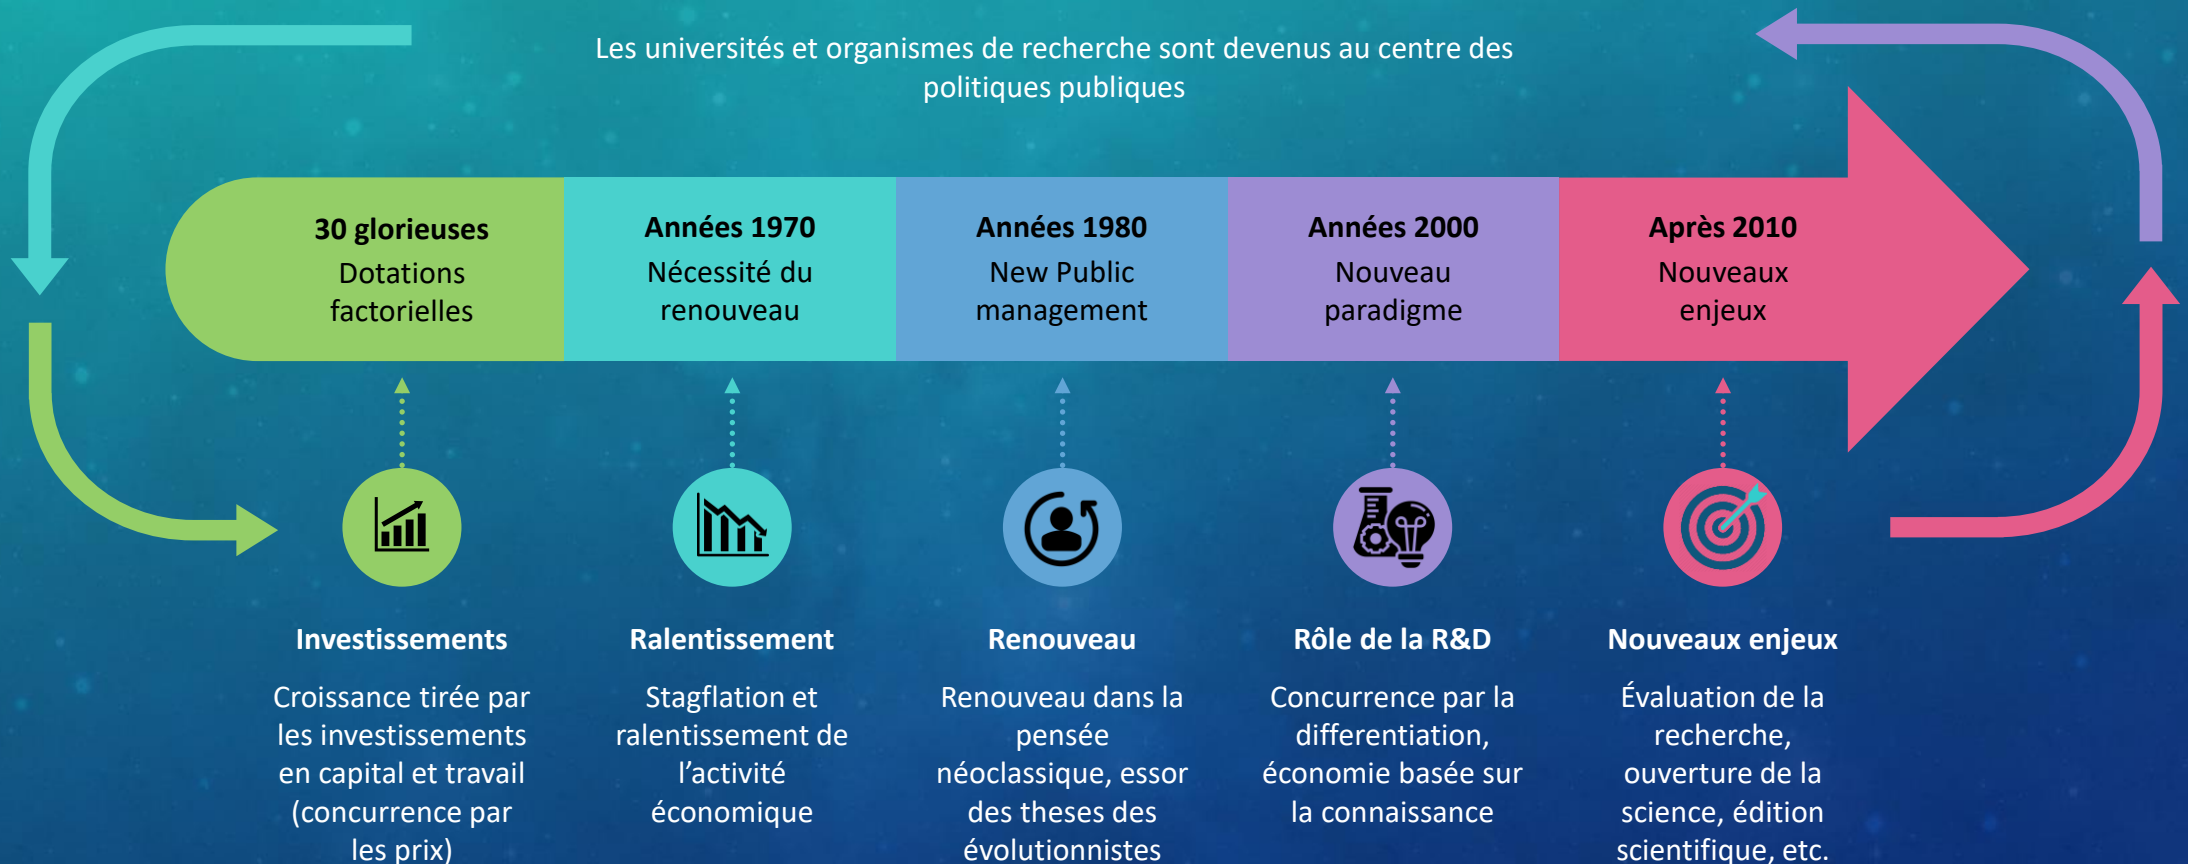 Les universités et organismes de recherche sont devenus au centre des
politiques publiques
30 glorieuses
Dotations
factorielles
Années 1970
Nécessité du
renouveau
Années 1980
New Public
management
Années 2000
Nouveau
paradigme
Après 2010
Nouveaux
enjeux
Investissements
Croissance tirée par
les investissements
en capital et travail
(concurrence par
les prix)
Ralentissement
Stagflation et
ralentissement de
l’activité
économique
Renouveau
Renouveau dans la
pensée
néoclassique, essor
des theses des
évolutionnistes
Rôle de la R&D
Concurrence par la
differentiation,
économie basée sur
la connaissance
Nouveaux enjeux
Évaluation de la
recherche,
ouverture de la
science, édition
scientifique, etc.